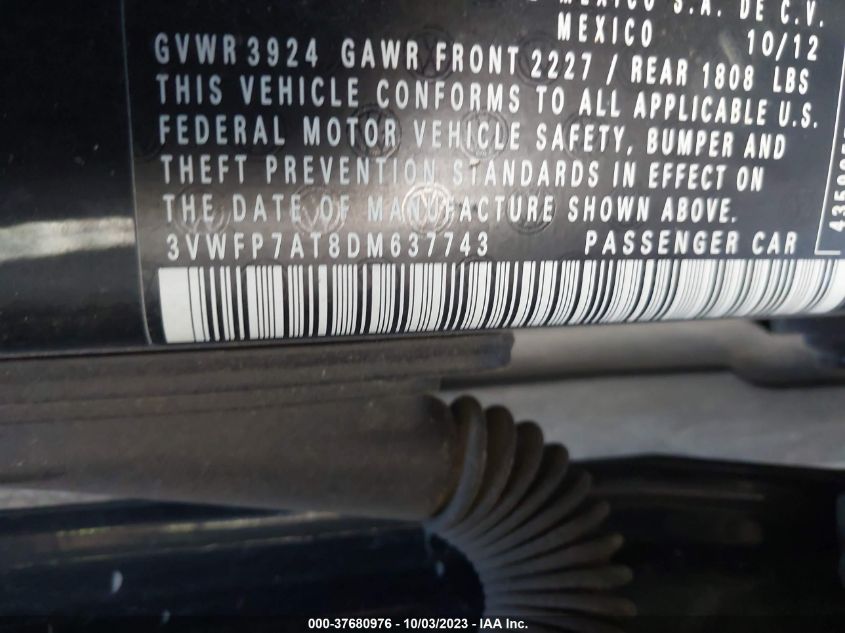 MEXICO S.A. DE C.V.
MEXICO 10/12
GVWR 3924 GAWR FRONT 2227 / REAR 1808 LBS
THIS VEHICLE CONFORMS TO ALL APPLICABLE U.S.
FEDERAL MOTOR VEHICLE SAFETY, BUMPER AND
THEFT PREVENTION STANDARDS IN EFFECT ON
THE DATE OF MANUFACTURE SHOWN ABOVE.
3VWFP7AT8DM637743 PASSENGER CAR
000-37680976 - 10/03/2023 - IAA Inc.